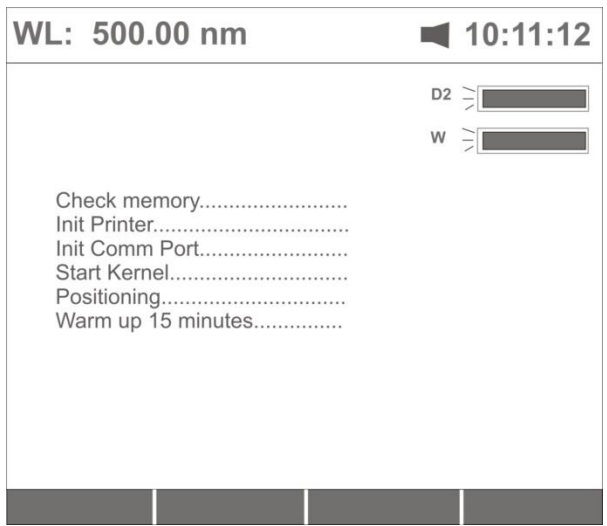 WL: 500.00 nm 10:11:12
D2
W
Check memory.........................
Init Printer.................................
Init Comm Port.........................
Start Kernel..............................
Positioning...............................
Warm up 15 minutes...............